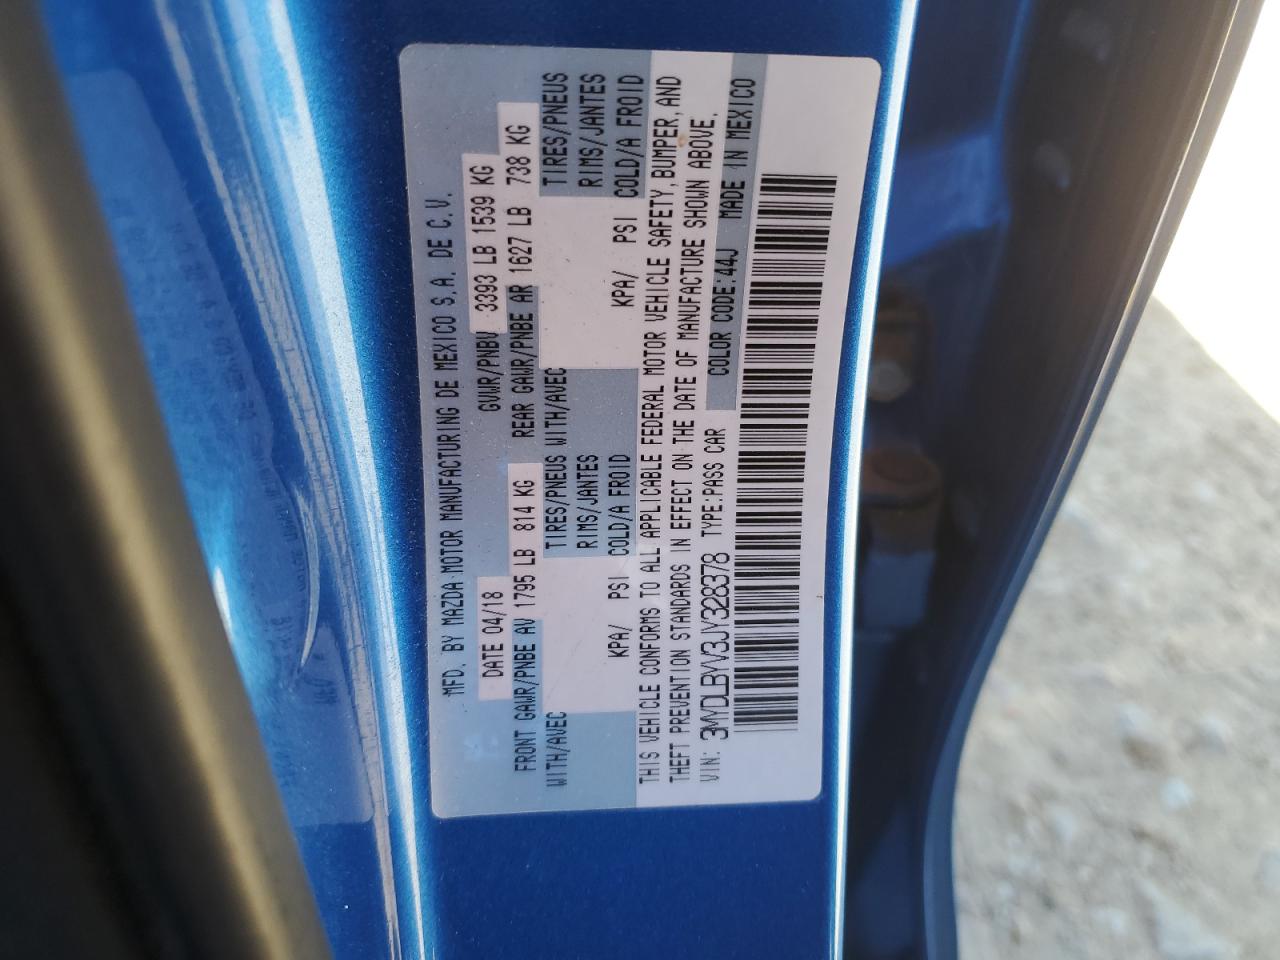 MFD. BY MAZDA MOTOR MANUFACTURING DE MEXICO S.A. DE C.V.
DATE 04/18 GVWR/PNBV 3393 LB 1539 KG
FRONT GAWR/PNBE AV 1795 LB 814 KG REAR GAWR/PNBE AR 1627 LB 738 KG
WITH/AVEC TIRES/PNEUS WITH/AVEC TIRES/PNEUS
RIMS/JANTES RIMS/JANTES
KPA/ PSI COLD/A FROID KPA/ PSI COLD/A FROID
THIS VEHICLE CONFORMS TO ALL APPLICABLE FEDERAL MOTOR VEHICLE SAFETY, BUMPER, AND
THEFT PREVENTION STANDARDS IN EFFECT ON THE DATE OF MANUFACTURE SHOWN ABOVE.
VIN: 3MYDLBYV3JY328378 TYPE:PASS CAR COLOR CODE:44J MADE IN MEXICO